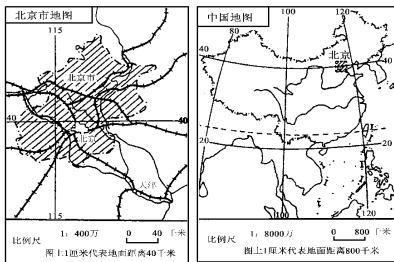 北京市地图
115
北京市
40
40
北京
天津
115
比例尺
1：400万
0
40
千米
图上1厘米代表地面距离40千米
中国地图
80
120
40
北京
40
20
20
100
120
比例尺
1：8000万
0
800
千米
图上1厘米代表地面距离800千米